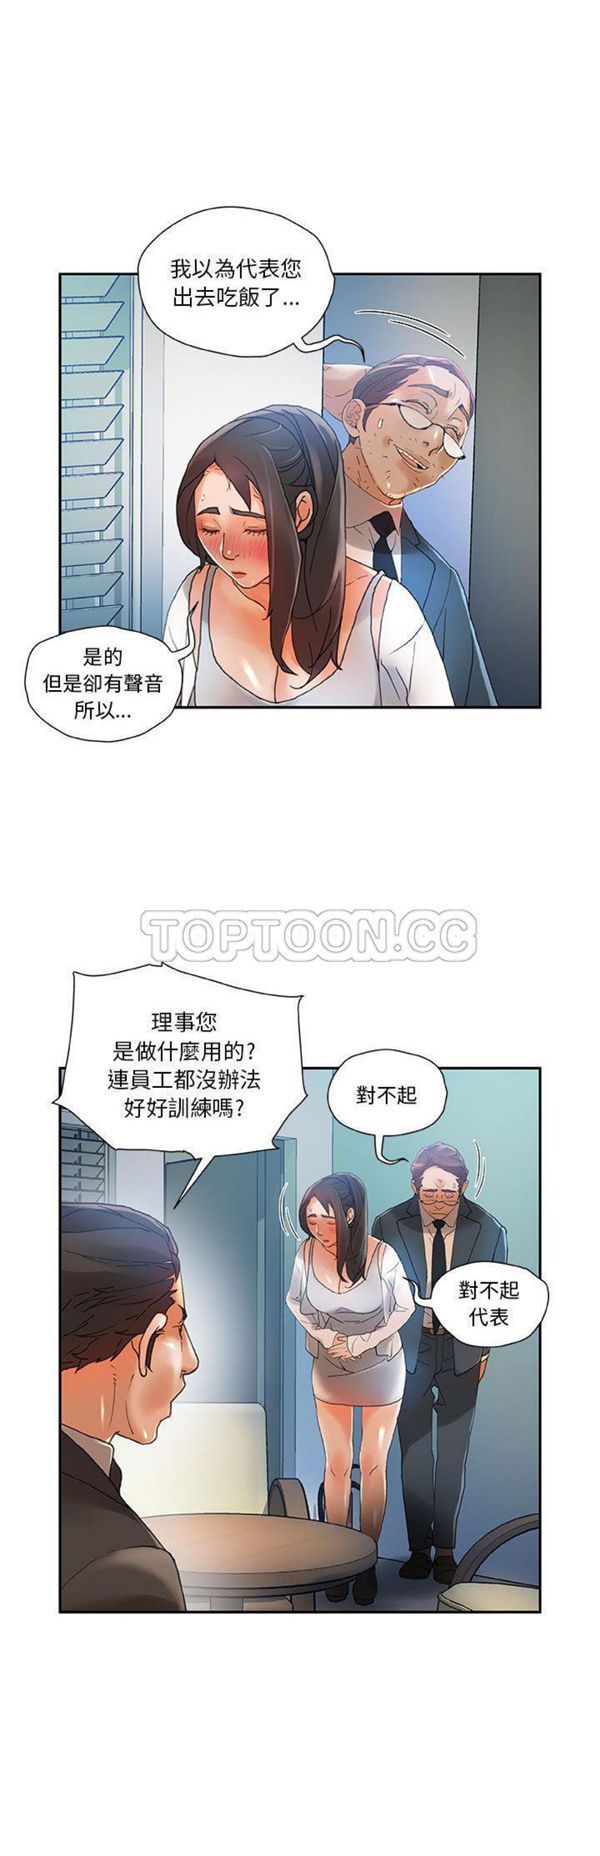 我以為代表您
出去吃飯了...
是的
但是卻有聲音
所以...
TOPTOON.CC
理事您
是做什麼用的?
連員工都沒辦法
好好訓練嗎?
對不起
對不起
代表